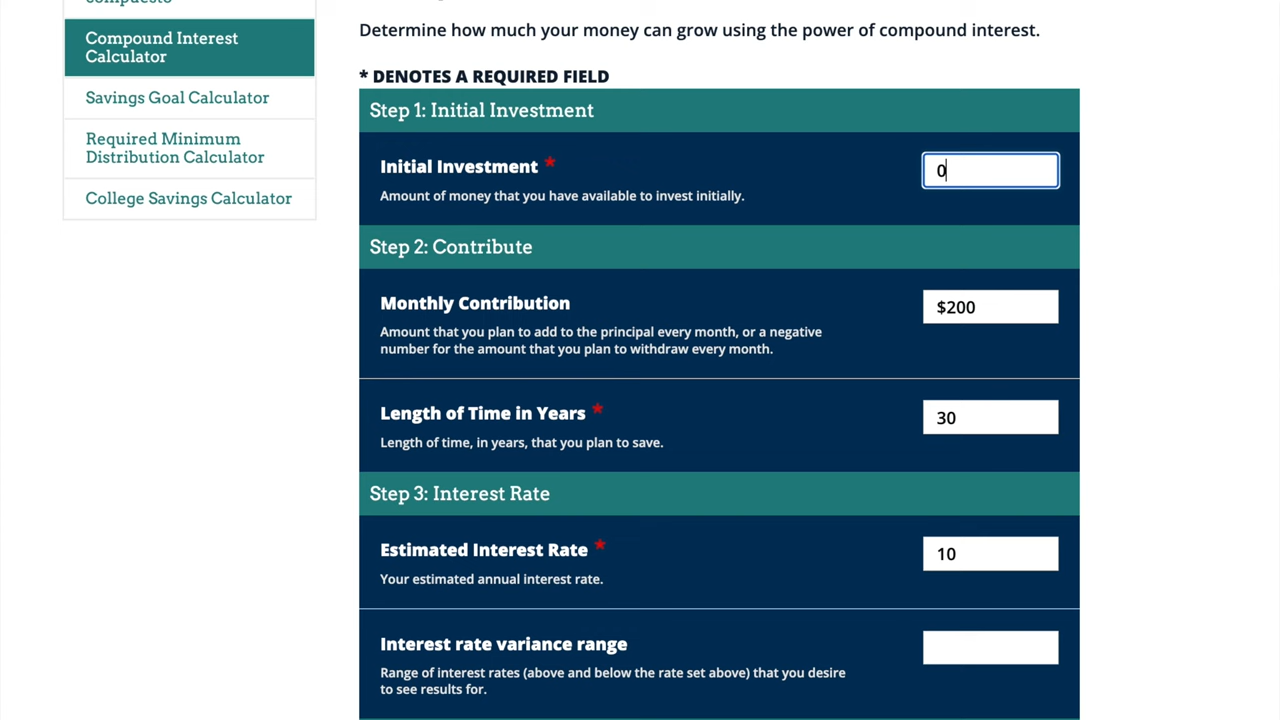 Compound Interest
Calculator
Savings Goal Calculator
Required Minimum
Distribution Calculator
College Savings Calculator
Determine how much your money can grow using the power of compound interest.
* DENOTES A REQUIRED FIELD
Step 1: Initial Investment
Initial Investment *
0
Amount of money that you have available to invest initially.
Step 2: Contribute
Monthly Contribution
$200
Amount that you plan to add to the principal every month, or a negative
number for the amount that you plan to withdraw every month.
Length of Time in Years *
30
Length of time, in years, that you plan to save.
Step 3: Interest Rate
Estimated Interest Rate *
10
Your estimated annual interest rate.
Interest rate variance range
Range of interest rates (above and below the rate set above) that you desire
to see results for.